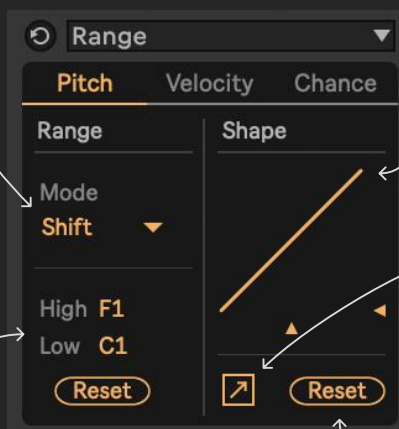 Range
Pitch Velocity Chance
Range
Mode
Shift
High F1
Low C1
Reset
Shape
Reset